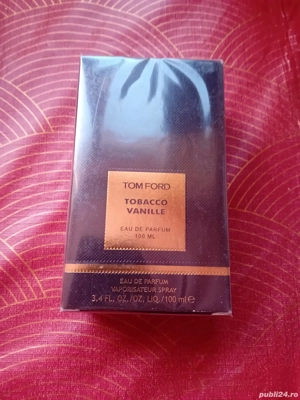 TOM FORD
TOBACCO
VANILLE
EAU DE PARFUM
100 ML
EAU DE PARFUM
VAPORISATEUR SPRAY
3.4 FL. OZ./OZ. LIQ./100 ml e
publi24.ro